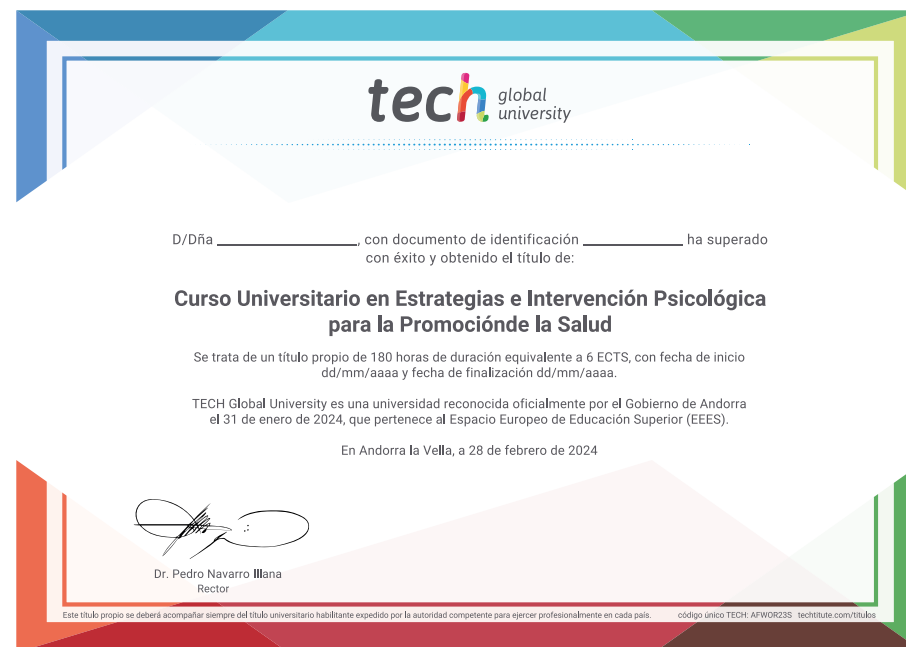 tech global university
D/Dña ____________________, con documento de identificación ______________ ha superado
con éxito y obtenido el título de:
Curso Universitario en Estrategias e Intervención Psicológica
para la Promociónde la Salud
Se trata de un título propio de 180 horas de duración equivalente a 6 ECTS, con fecha de inicio
dd/mm/aaaa y fecha de finalización dd/mm/aaaa.
TECH Global University es una universidad reconocida oficialmente por el Gobierno de Andorra
el 31 de enero de 2024, que pertenece al Espacio Europeo de Educación Superior (EEES).
En Andorra la Vella, a 28 de febrero de 2024
Dr. Pedro Navarro Illana
Rector
Este título propio se deberá acompañar siempre del título universitario habilitante expedido por la autoridad competente para ejercer profesionalmente en cada país. código único TECH: AFWOR23S techtitute.com/titulos